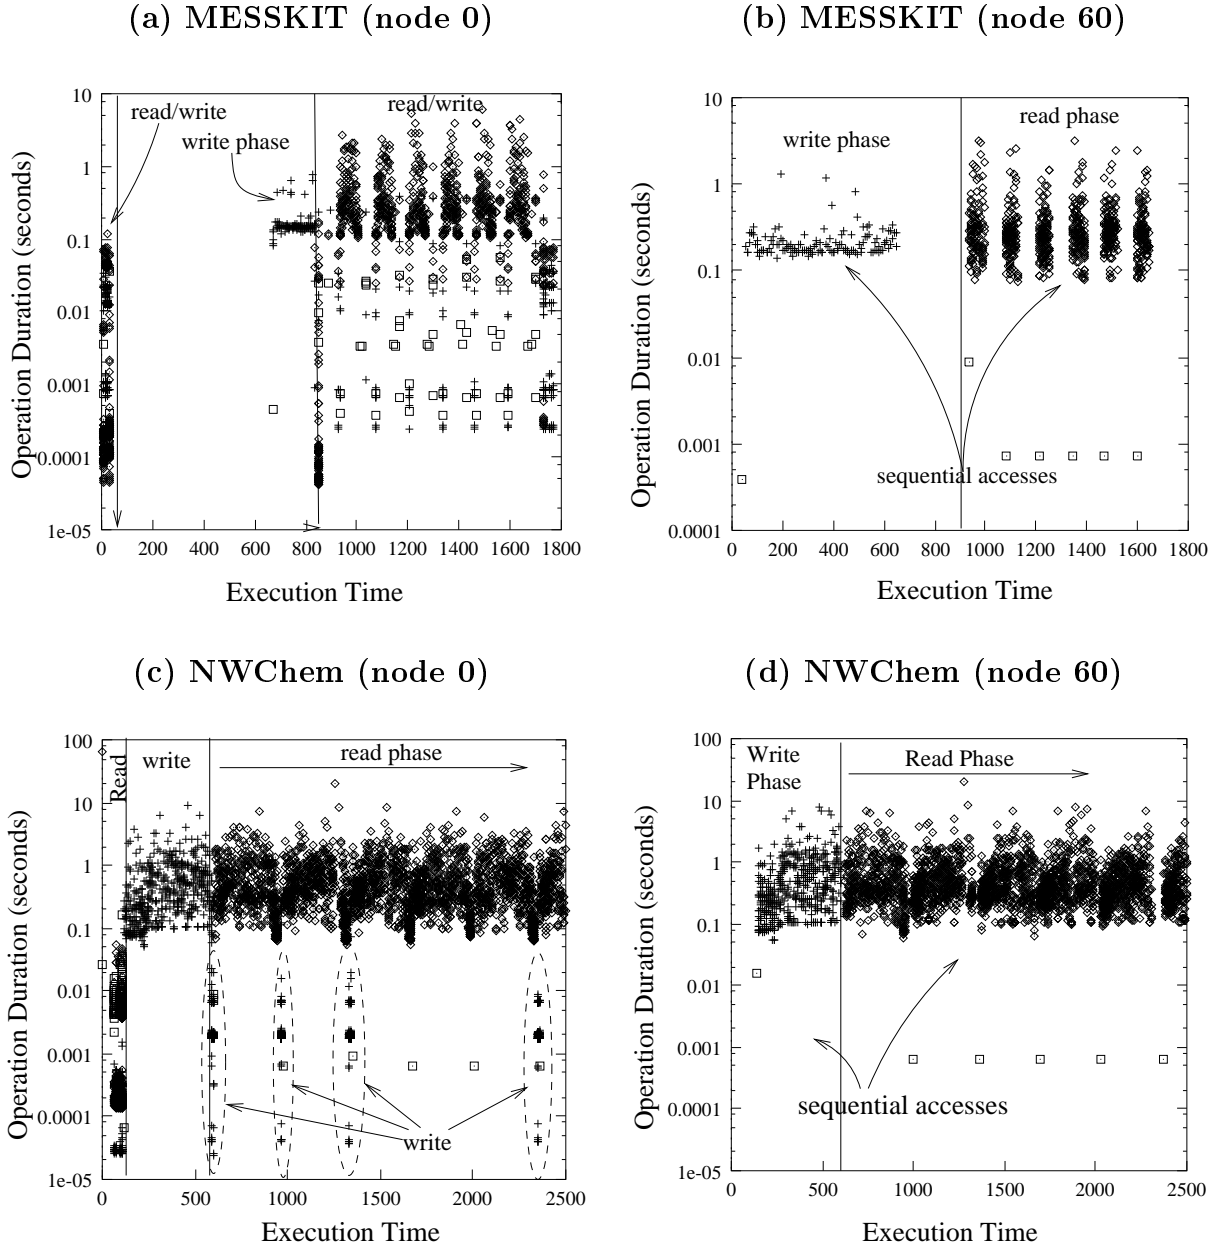 (a) MESSKIT (node 0)
10
1
0.1
0.01
0.001
0.0001
1e-05
0 200 400 600 800 1000 1200 1400 1600 1800
read/write
write phase
read/write
Operation Duration (seconds)
Execution Time
(b) MESSKIT (node 60)
10
1
0.1
0.01
0.001
0.0001
0 200 400 600 800 1000 1200 1400 1600 1800
write phase
read phase
sequential accesses
Operation Duration (seconds)
Execution Time
(c) NWChem (node 0)
100
10
1
0.1
0.01
0.001
0.0001
1e-05
0 500 1000 1500 2000 2500
Read
write
read phase
write
Operation Duration (seconds)
Execution Time
(d) NWChem (node 60)
100
10
1
0.1
0.01
0.001
0.0001
1e-05
0 500 1000 1500 2000 2500
Write
Phase
Read Phase
sequential accesses
Operation Duration (seconds)
Execution Time